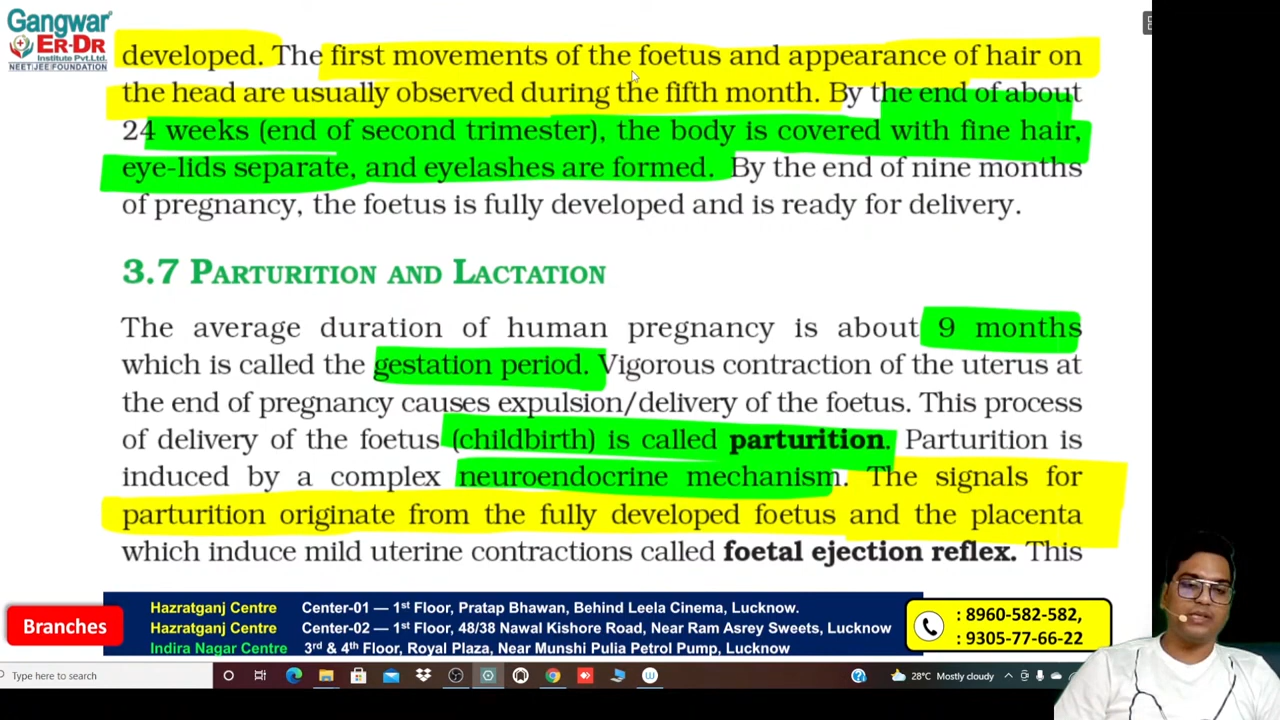 Gangwar
ER-DR
Institute Pvt.Ltd.
NEET|JEE|FOUNDATION
developed. The first movements of the foetus and appearance of hair on
the head are usually observed during the fifth month. By the end of about
24 weeks (end of second trimester), the body is covered with fine hair,
eye-lids separate, and eyelashes are formed. By the end of nine months
of pregnancy, the foetus is fully developed and is ready for delivery.
3.7 PARTURITION AND LACTATION
The average duration of human pregnancy is about 9 months
which is called the gestation period. Vigorous contraction of the uterus at
the end of pregnancy causes expulsion/delivery of the foetus. This process
of delivery of the foetus (childbirth) is called parturition. Parturition is
induced by a complex neuroendocrine mechanism. The signals for
parturition originate from the fully developed foetus and the placenta
which induce mild uterine contractions called foetal ejection reflex. This
Branches
Hazratganj Centre Center-01 — 1st Floor, Pratap Bhawan, Behind Leela Cinema, Lucknow.
Hazratganj Centre Center-02 — 1st Floor, 48/38 Nawal Kishore Road, Near Ram Asrey Sweets, Lucknow
Indira Nagar Centre 3rd & 4th Floor, Royal Plaza, Near Munshi Pulia Petrol Pump, Lucknow
: 8960-582-582,
: 9305-77-66-22
Type here to search
28°C Mostly cloudy